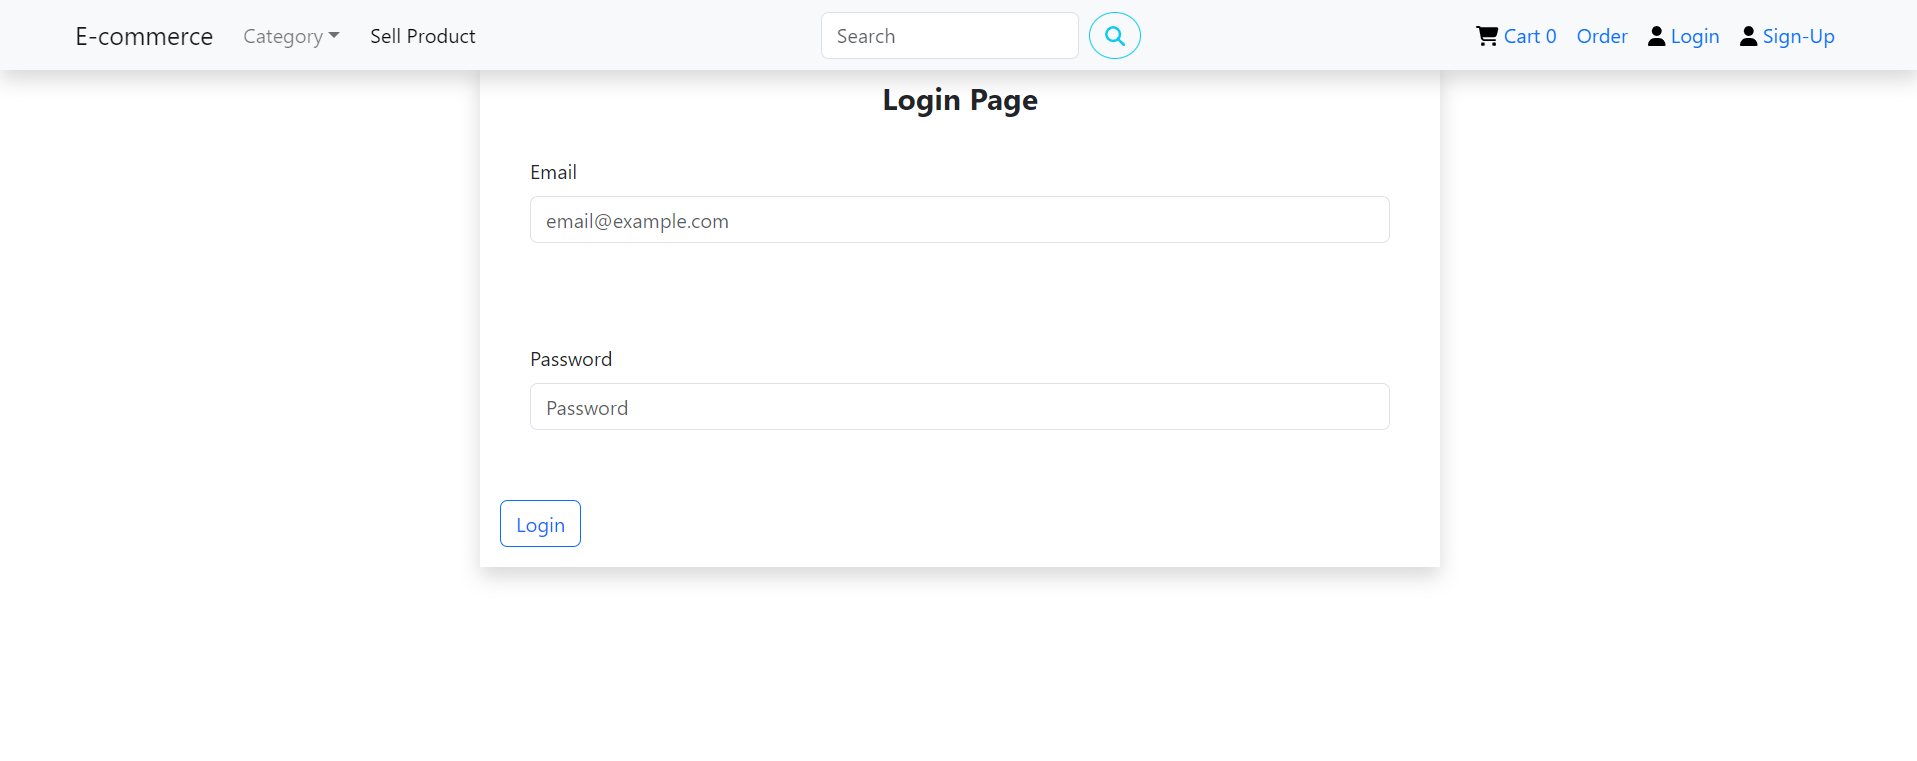 E-commerce Category Sell Product Search Cart 0 Order Login Sign-Up
Login Page
Email
email@example.com
Password
Password
Login